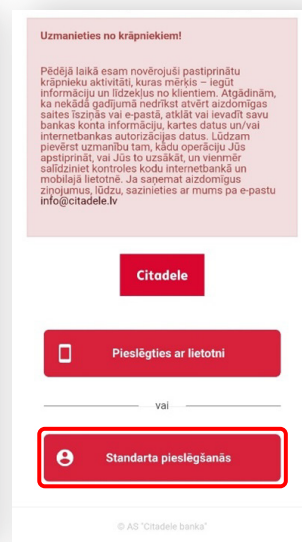 Uzmanieties no krāpniekiem!
Pēdējā laikā esam novērojuši pastiprinātu
krāpnieku aktivitāti, kuras mērķis – iegūt
informāciju un līdzekļus no klientiem. Atgādinām,
ka nekādā gadījumā nedrīkst atvērt aizdomīgas
saites īsziņās vai e-pastā, atklāt vai ievadīt savu
bankas konta informāciju, kartes datus un/vai
internetbankas autorizācijas datus. Lūdzam
pievērst uzmanību tam, kādu operāciju Jūs
apstiprināt, vai Jūs to uzsākāt, un vienmēr
salīdziniet kontroles kodu internetbankā un
mobilajā lietotnē. Ja saņemat aizdomīgus
ziņojumus, lūdzu, sazinieties ar mums pa e-pastu
info@citadele.lv
Citadele
Pieslēgties ar lietotni
vai
Standarta pieslēgšanās
© AS "Citadele banka"